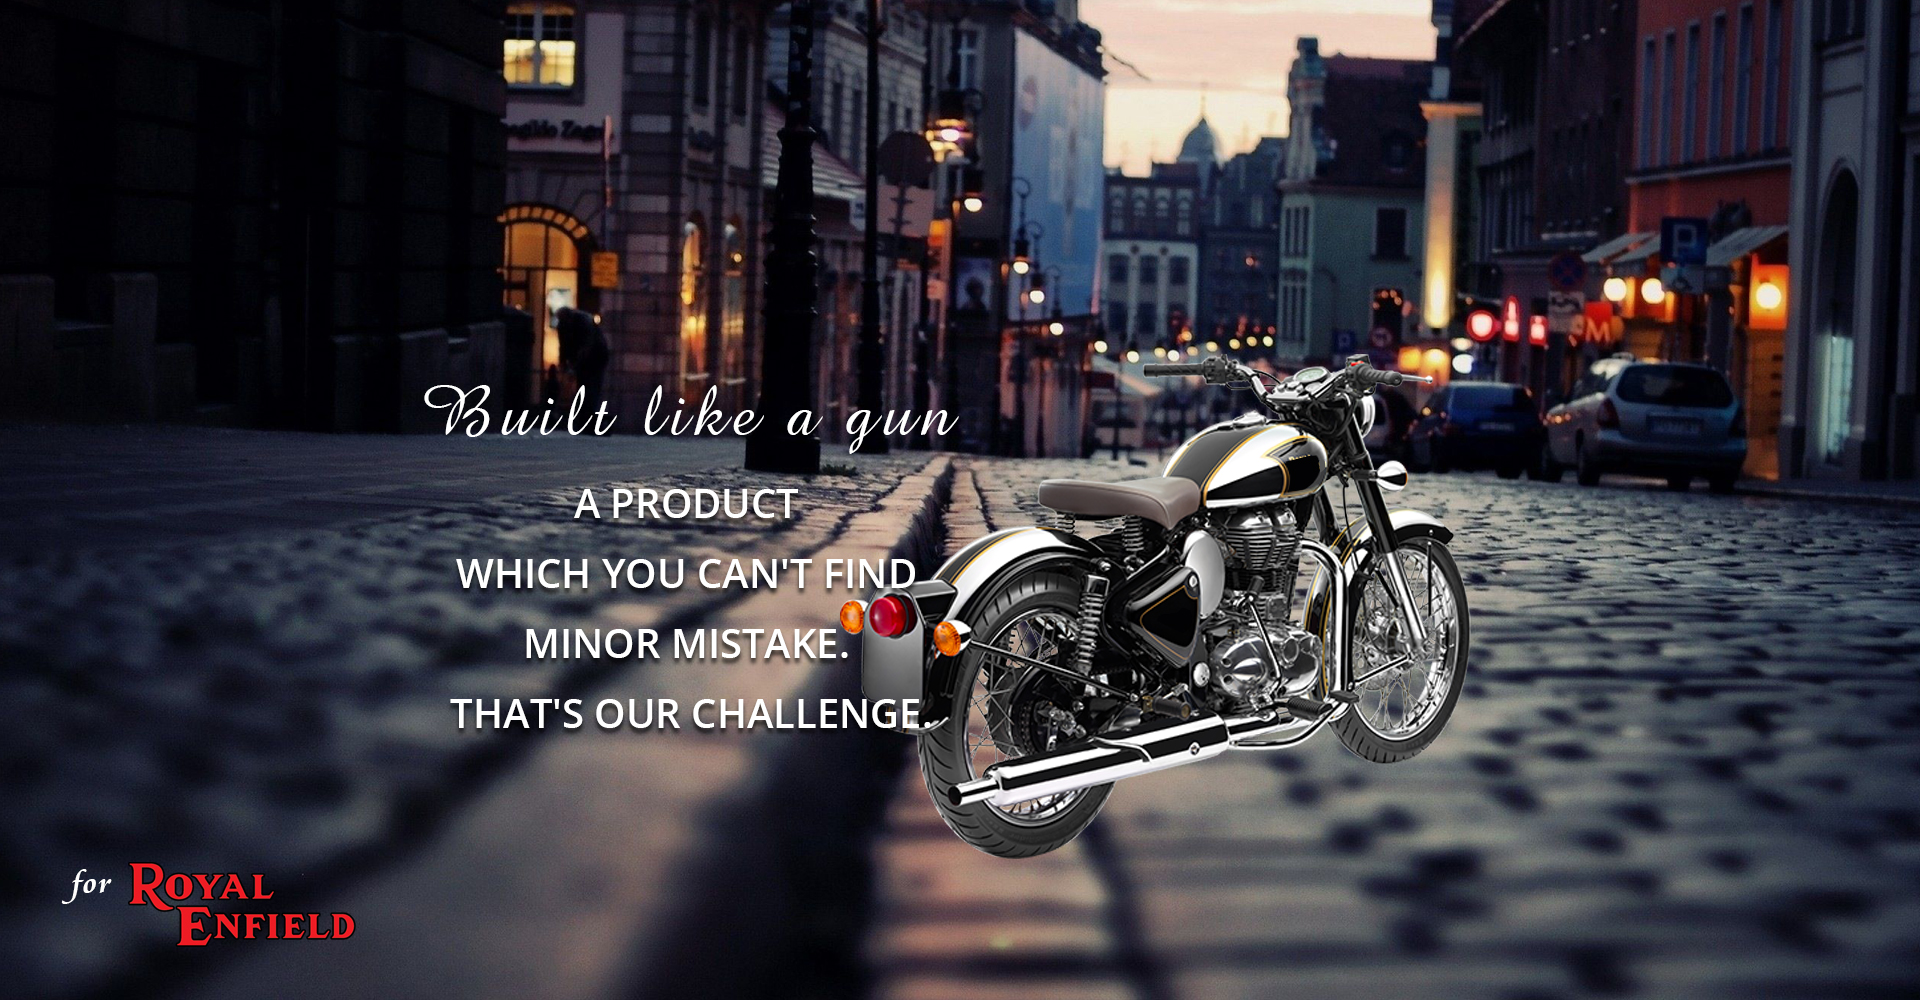 Built like a gun
A PRODUCT
WHICH YOU CAN'T FIND
MINOR MISTAKE.
THAT'S OUR CHALLENGE.
for ROYAL
ENFIELD
P
M